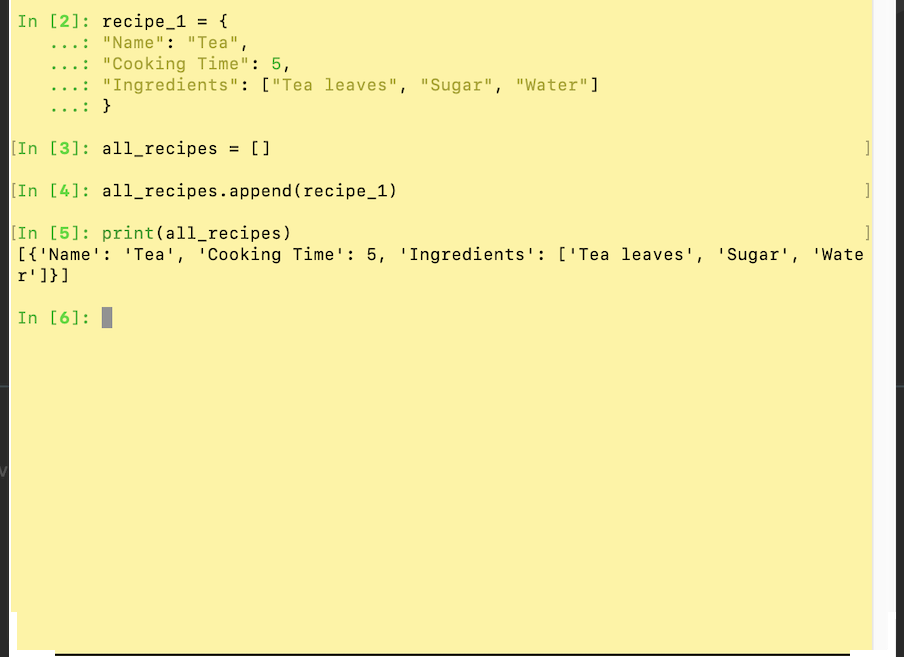 In [2]: recipe_1 = {
   ...: "Name": "Tea",
   ...: "Cooking Time": 5,
   ...: "Ingredients": ["Tea leaves", "Sugar", "Water"]
   ...: }
[In [3]: all_recipes = [] ]
[In [4]: all_recipes.append(recipe_1) ]
[In [5]: print(all_recipes) ]
[{'Name': 'Tea', 'Cooking Time': 5, 'Ingredients': ['Tea leaves', 'Sugar', 'Wate
r']}]
In [6]: